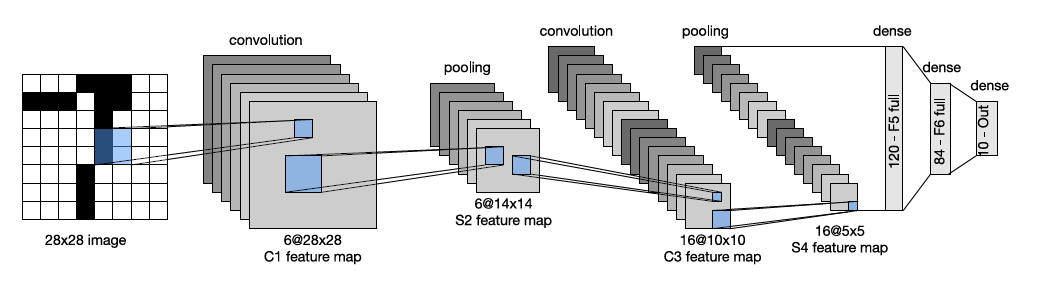 convolution
pooling
convolution
pooling
dense
dense
dense
120 - F5 full
84 - F6 full
10 - Out
28x28 image
6@28x28
C1 feature map
6@14x14
S2 feature map
16@10x10
C3 feature map
16@5x5
S4 feature map